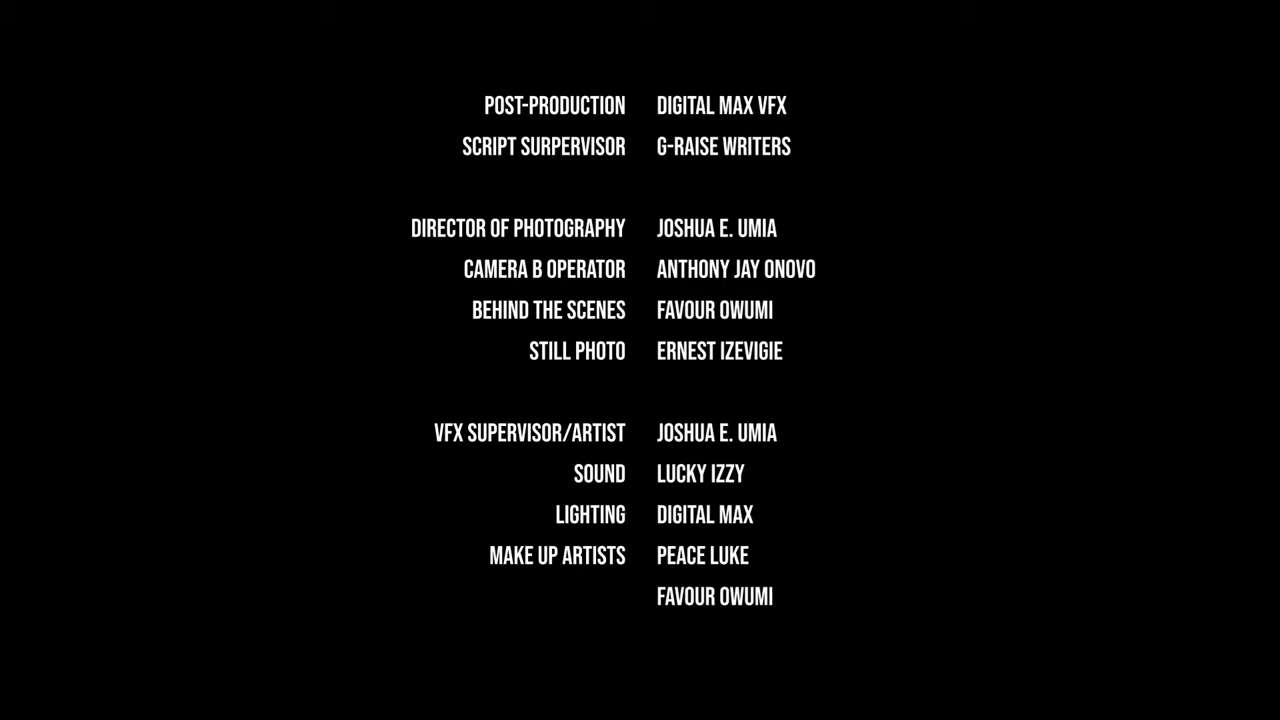 POST-PRODUCTION DIGITAL MAX VFX
SCRIPT SURPERVISOR G-RAISE WRITERS
DIRECTOR OF PHOTOGRAPHY JOSHUA E. UMIA
CAMERA B OPERATOR ANTHONY JAY ONOVO
BEHIND THE SCENES FAVOUR OWUMI
STILL PHOTO ERNEST IZEVIGIE
VFX SUPERVISOR/ARTIST JOSHUA E. UMIA
SOUND LUCKY IZZY
LIGHTING DIGITAL MAX
MAKE UP ARTISTS PEACE LUKE
FAVOUR OWUMI